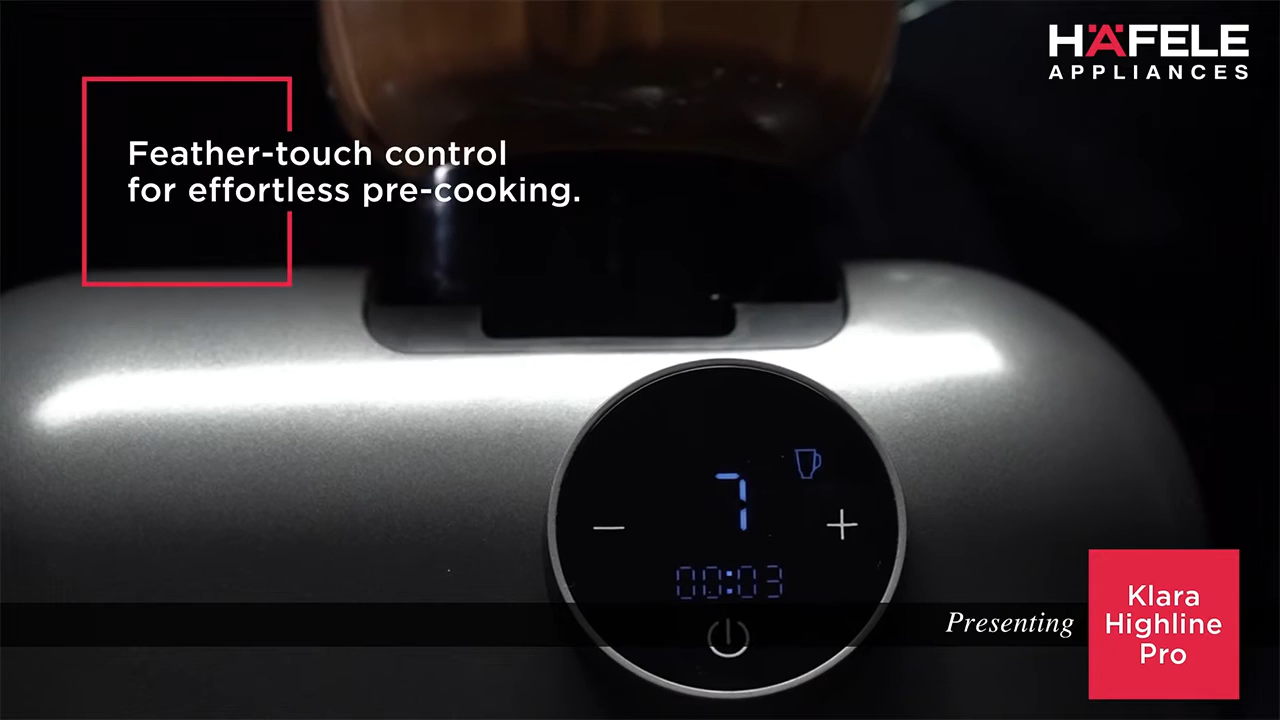 HÄFELE
APPLIANCES
Feather-touch control
for effortless pre-cooking.
7
00:03
Presenting
Klara
Highline
Pro